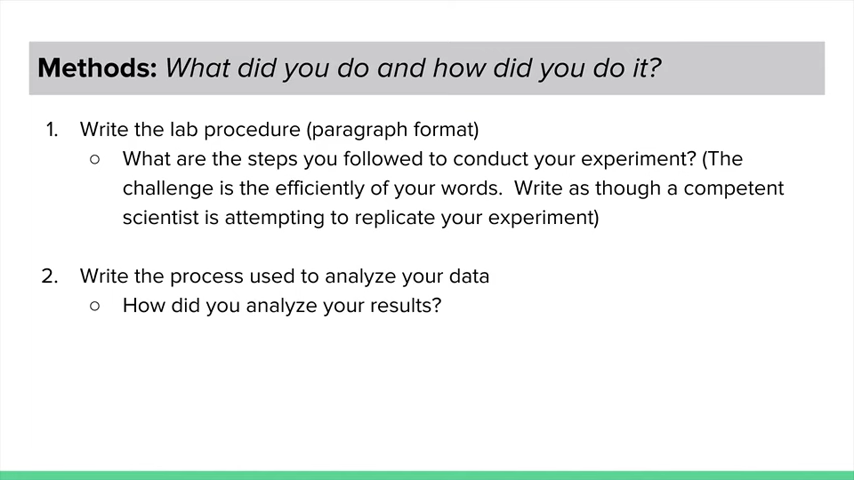 Methods: What did you do and how did you do it?
1. Write the lab procedure (paragraph format)
○ What are the steps you followed to conduct your experiment? (The
challenge is the efficiently of your words. Write as though a competent
scientist is attempting to replicate your experiment)
2. Write the process used to analyze your data
○ How did you analyze your results?